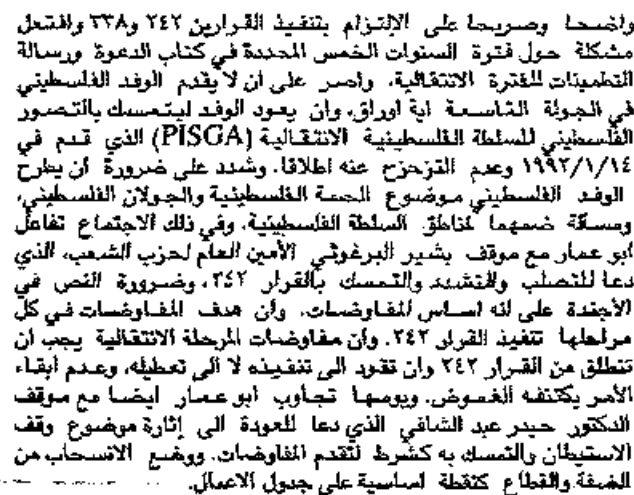 واضحا وصريحا على الالتزام بتنفيذ القرارين ٢٤٢ و٣٣٨ وافتعل
مشكلة حول فترة السنوات الخمس المحددة في كتاب الدعوة ورسالة
التطمينات للفترة الانتقالية، واصر على ان لا يقدم الوفد الفلسطيني
في الجولة التاسعة اية اوراق، وان يعود الوفد ليتمسك بالتصور
الفلسطيني للسلطة الفلسطينية الانتقالية (PISGA) الذي قدم في
١٩٩٢/١/١٤ وعدم التزحزح عنه اطلاقا. وشدد على ضرورة ان يطرح
الوفد الفلسطيني موضوع الحمة الفلسطينية والجولان الفلسطيني،
ومسألة ضمهما لمناطق السلطة الفلسطينية، وفي ذلك الاجتماع تفاعل
ابو عمار مع موقف بشير البرغوثي الأمين العام لحزب الشعب، الذي
دعا للتصلب والتشديد والتمسك بالقرار ٢٤٢، وضرورة النص في
الأجندة على انه اساس للمفاوضات، وان هدف المفاوضات في كل
مراحلها تنفيذ القرار ٢٤٢. وان مفاوضات المرحلة الانتقالية يجب ان
تنطلق من القرار ٢٤٢ وان تقود الى تنفيذه لا الى تعطيله، وعدم ابقاء
الأمر يكتنفه الغموض. ويومها تجاوب ابو عمار ايضا مع موقف
الدكتور حيدر عبد الشافي الذي دعا للعودة الى إثارة موضوع وقف
الاستيطان والتمسك به كشرط لتقدم المفاوضات. ووضع الانسحاب من
الضفة والقطاع كنقطة اساسية على جدول الاعمال.